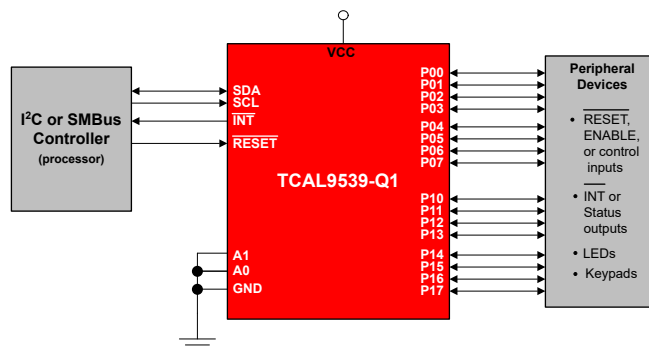 VCC
I²C or SMBus
Controller
(processor)
SDA
SCL
INT
RESET
TCAL9539-Q1
A1
A0
GND
P00
P01
P02
P03
P04
P05
P06
P07
P10
P11
P12
P13
P14
P15
P16
P17
Peripheral
Devices
• RESET,
ENABLE,
or control
inputs
• INT or
Status
outputs
• LEDs
• Keypads